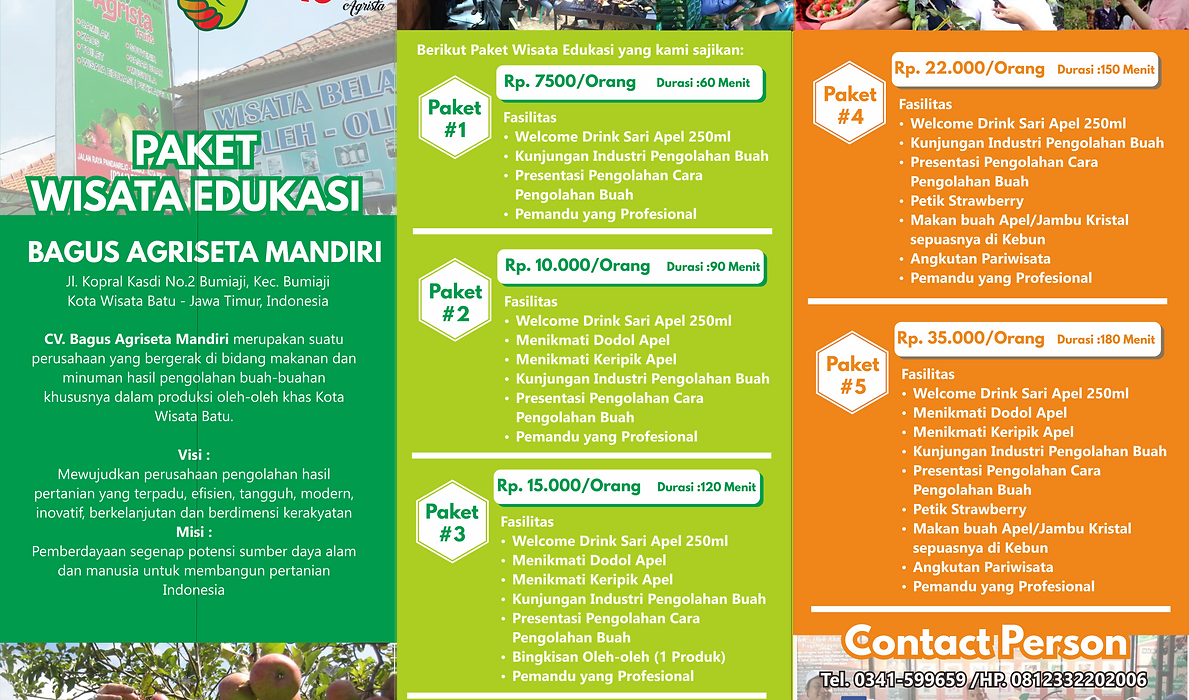 Agrista
Agrista
WISATA BELA
OLEH - OL
PAKET
WISATA EDUKASI
BAGUS AGRISETA MANDIRI
Jl. Kopral Kasdi No.2 Bumiaji, Kec. Bumiaji
Kota Wisata Batu - Jawa Timur, Indonesia
CV. Bagus Agriseta Mandiri merupakan suatu
perusahaan yang bergerak di bidang makanan dan
minuman hasil pengolahan buah-buahan
khususnya dalam produksi oleh-oleh khas Kota
Wisata Batu.
Visi :
Mewujudkan perusahaan pengolahan hasil
pertanian yang terpadu, efisien, tangguh, modern,
inovatif, berkelanjutan dan berdimensi kerakyatan
Misi :
Pemberdayaan segenap potensi sumber daya alam
dan manusia untuk membangun pertanian
Indonesia
Berikut Paket Wisata Edukasi yang kami sajikan:
Paket
#1
Rp. 7500/Orang Durasi :60 Menit
Fasilitas
• Welcome Drink Sari Apel 250ml
• Kunjungan Industri Pengolahan Buah
• Presentasi Pengolahan Cara
Pengolahan Buah
• Pemandu yang Profesional
Paket
#2
Rp. 10.000/Orang Durasi :90 Menit
Fasilitas
• Welcome Drink Sari Apel 250ml
• Menikmati Dodol Apel
• Menikmati Keripik Apel
• Kunjungan Industri Pengolahan Buah
• Presentasi Pengolahan Cara
Pengolahan Buah
• Pemandu yang Profesional
Paket
#3
Rp. 15.000/Orang Durasi :120 Menit
Fasilitas
• Welcome Drink Sari Apel 250ml
• Menikmati Dodol Apel
• Menikmati Keripik Apel
• Kunjungan Industri Pengolahan Buah
• Presentasi Pengolahan Cara
Pengolahan Buah
• Bingkisan Oleh-oleh (1 Produk)
• Pemandu yang Profesional
Paket
#4
Rp. 22.000/Orang Durasi :150 Menit
Fasilitas
• Welcome Drink Sari Apel 250ml
• Kunjungan Industri Pengolahan Buah
• Presentasi Pengolahan Cara
Pengolahan Buah
• Petik Strawberry
• Makan buah Apel/Jambu Kristal
sepuasnya di Kebun
• Angkutan Pariwisata
• Pemandu yang Profesional
Paket
#5
Rp. 35.000/Orang Durasi :180 Menit
Fasilitas
• Welcome Drink Sari Apel 250ml
• Menikmati Dodol Apel
• Menikmati Keripik Apel
• Kunjungan Industri Pengolahan Buah
• Presentasi Pengolahan Cara
Pengolahan Buah
• Petik Strawberry
• Makan buah Apel/Jambu Kristal
sepuasnya di Kebun
• Angkutan Pariwisata
• Pemandu yang Profesional
Contact Person
Tel. 0341-599659 /HP. 0812332202006